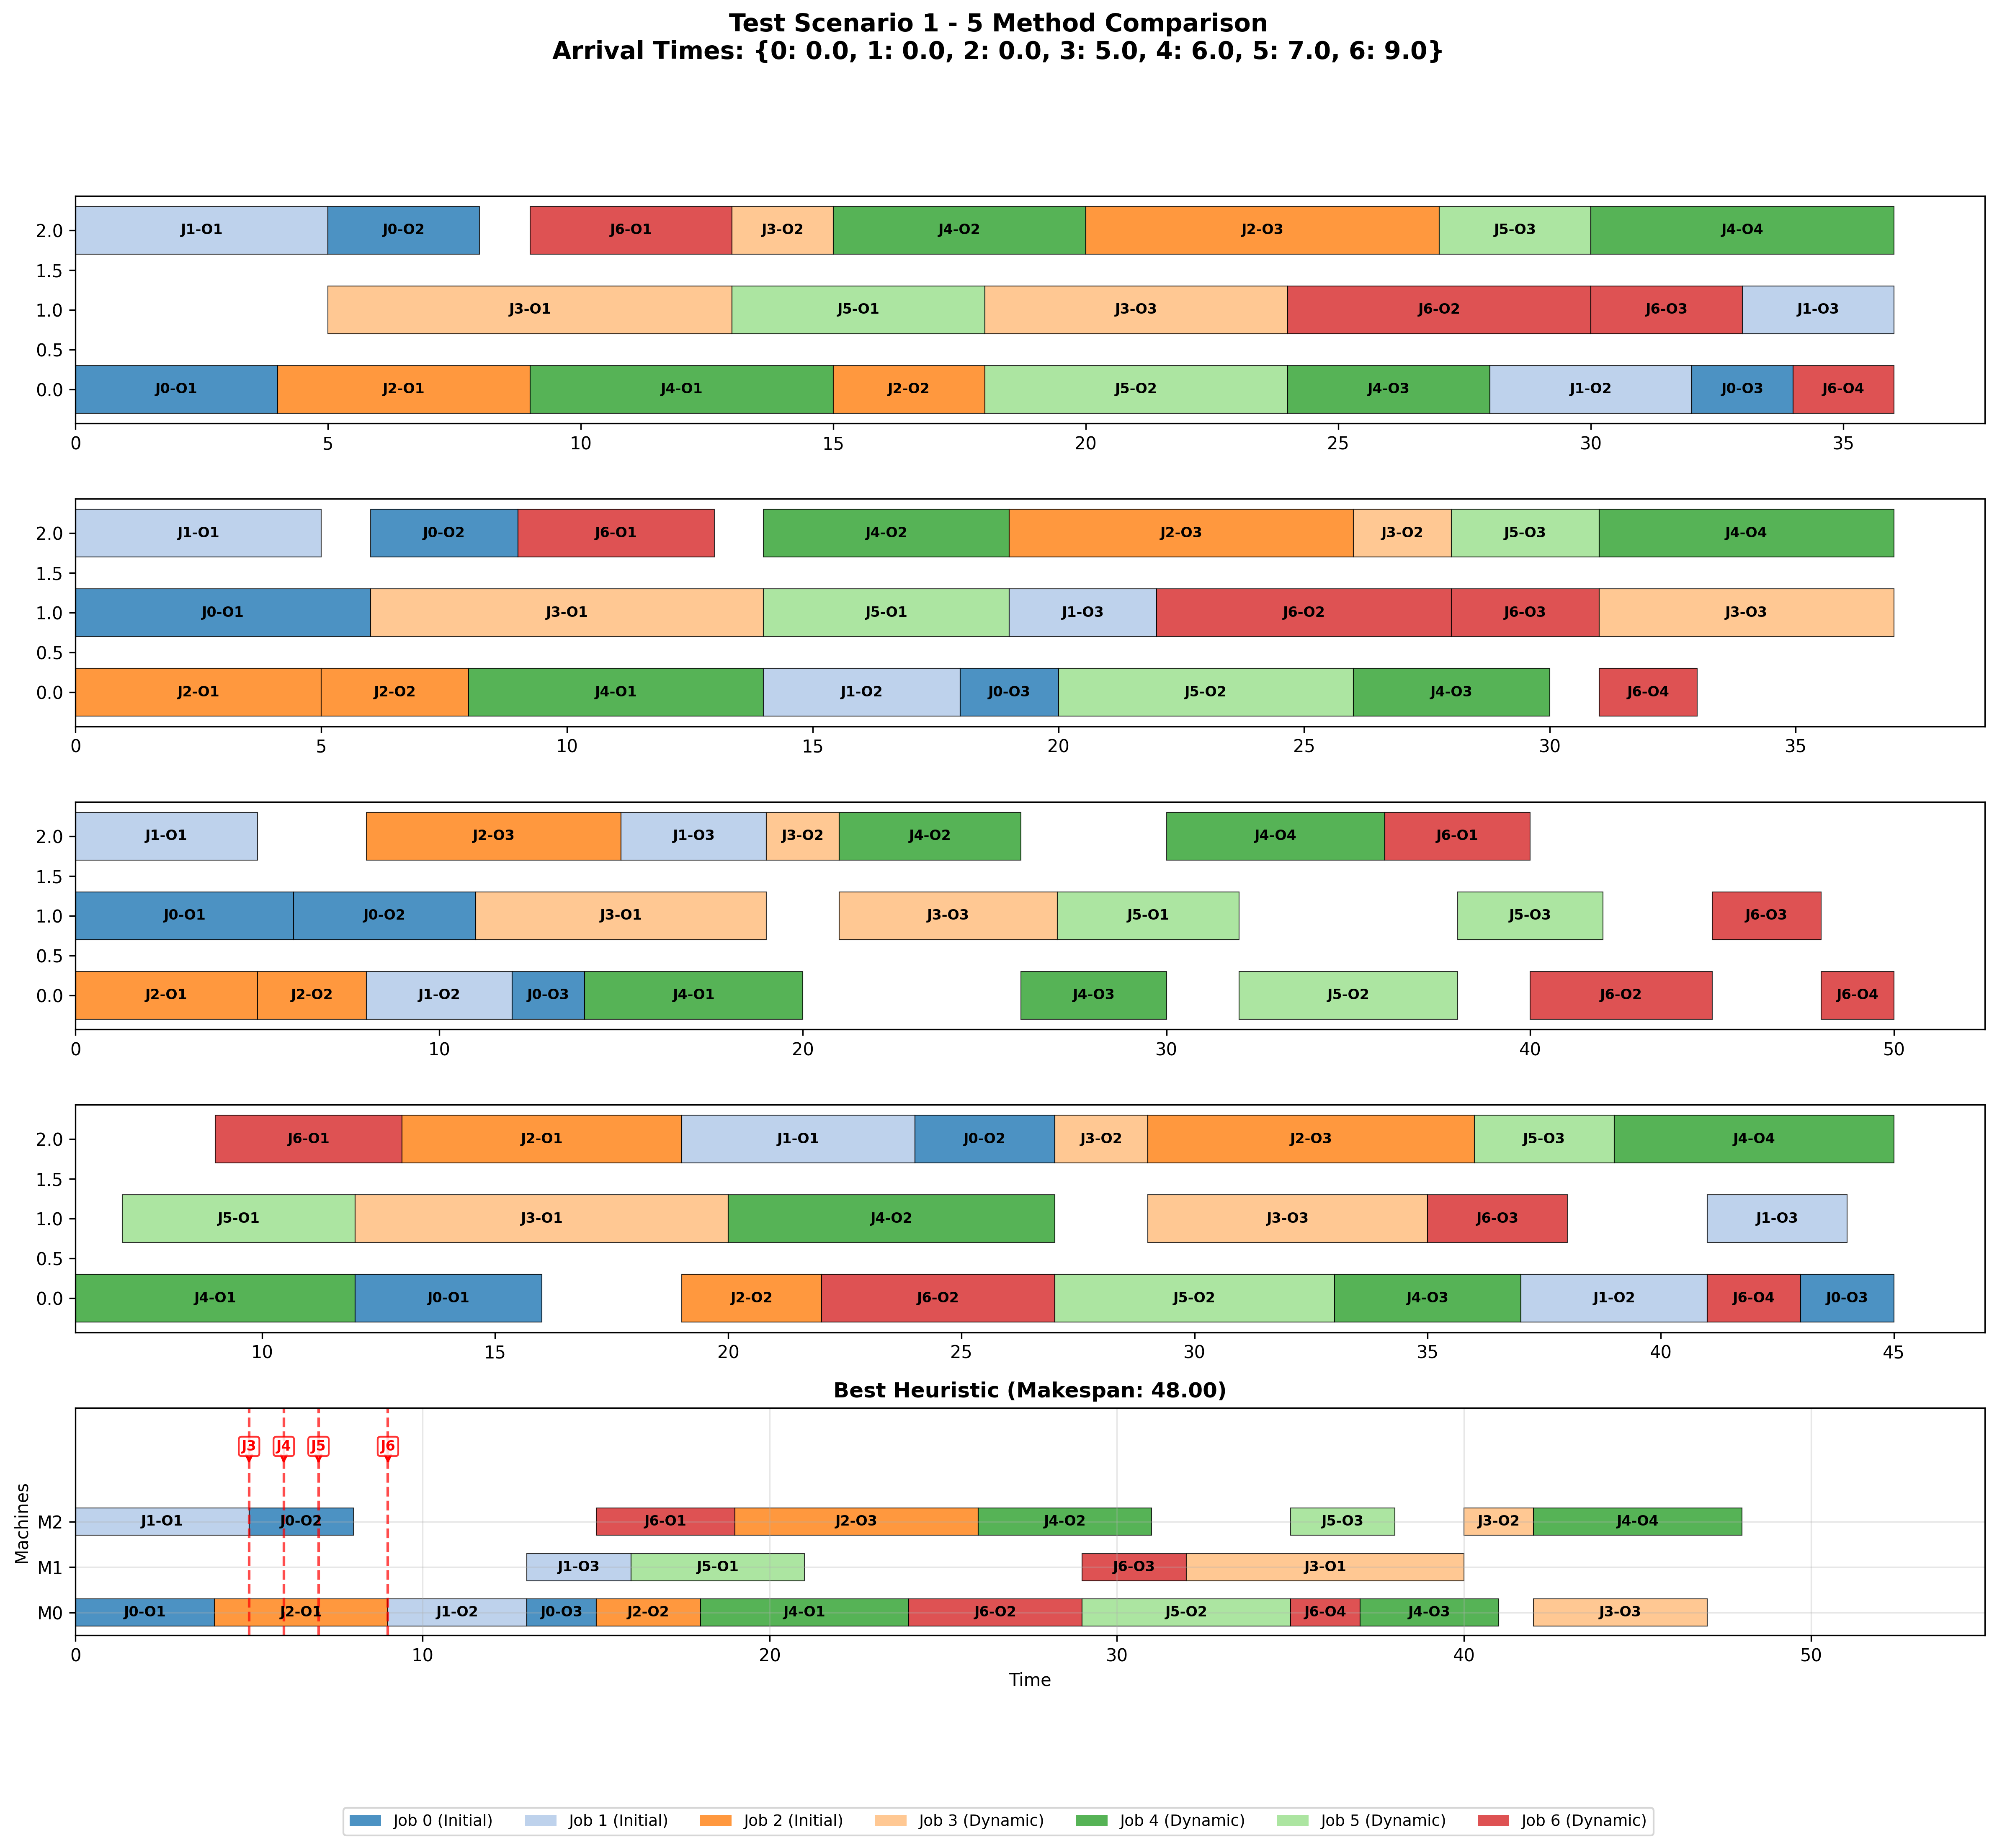 Test Scenario 1 - 5 Method Comparison
Arrival Times: {0: 0.0, 1: 0.0, 2: 0.0, 3: 5.0, 4: 6.0, 5: 7.0, 6: 9.0}
2.0 J1-O1 J0-O2 J6-O1 J3-O2 J4-O2 J2-O3 J5-O3 J4-O4
1.5
1.0 J3-O1 J5-O1 J3-O3 J6-O2 J6-O3 J1-O3
0.5
0.0 J0-O1 J2-O1 J4-O1 J2-O2 J5-O2 J4-O3 J1-O2 J0-O3 J6-O4
0 5 10 15 20 25 30 35
2.0 J1-O1 J0-O2 J6-O1 J4-O2 J2-O3 J3-O2 J5-O3 J4-O4
1.5
1.0 J0-O1 J3-O1 J5-O1 J1-O3 J6-O2 J6-O3 J3-O3
0.5
0.0 J2-O1 J2-O2 J4-O1 J1-O2 J0-O3 J5-O2 J4-O3 J6-O4
0 5 10 15 20 25 30 35
2.0 J1-O1 J2-O3 J1-O3 J3-O2 J4-O2 J4-O4 J6-O1
1.5
1.0 J0-O1 J0-O2 J3-O1 J3-O3 J5-O1 J5-O3 J6-O3
0.5
0.0 J2-O1 J2-O2 J1-O2 J0-O3 J4-O1 J4-O3 J5-O2 J6-O2 J6-O4
0 10 20 30 40 50
2.0 J6-O1 J2-O1 J1-O1 J0-O2 J3-O2 J2-O3 J5-O3 J4-O4
1.5
1.0 J5-O1 J3-O1 J4-O2 J3-O3 J6-O3 J1-O3
0.5
0.0 J4-O1 J0-O1 J2-O2 J6-O2 J5-O2 J4-O3 J1-O2 J6-O4 J0-O3
10 15 20 25 30 35 40 45
Best Heuristic (Makespan: 48.00)
J3 J4 J5 J6
Machines
M2 J1-O1 J0-O2 J6-O1 J2-O3 J4-O2 J5-O3 J3-O2 J4-O4
M1 J1-O3 J5-O1 J6-O3 J3-O1
M0 J0-O1 J2-O1 J1-O2 J0-O3 J2-O2 J4-O1 J6-O2 J5-O2 J6-O4 J4-O3 J3-O3
0 10 20 30 40 50
Time
Job 0 (Initial) Job 1 (Initial) Job 2 (Initial) Job 3 (Dynamic) Job 4 (Dynamic) Job 5 (Dynamic) Job 6 (Dynamic)